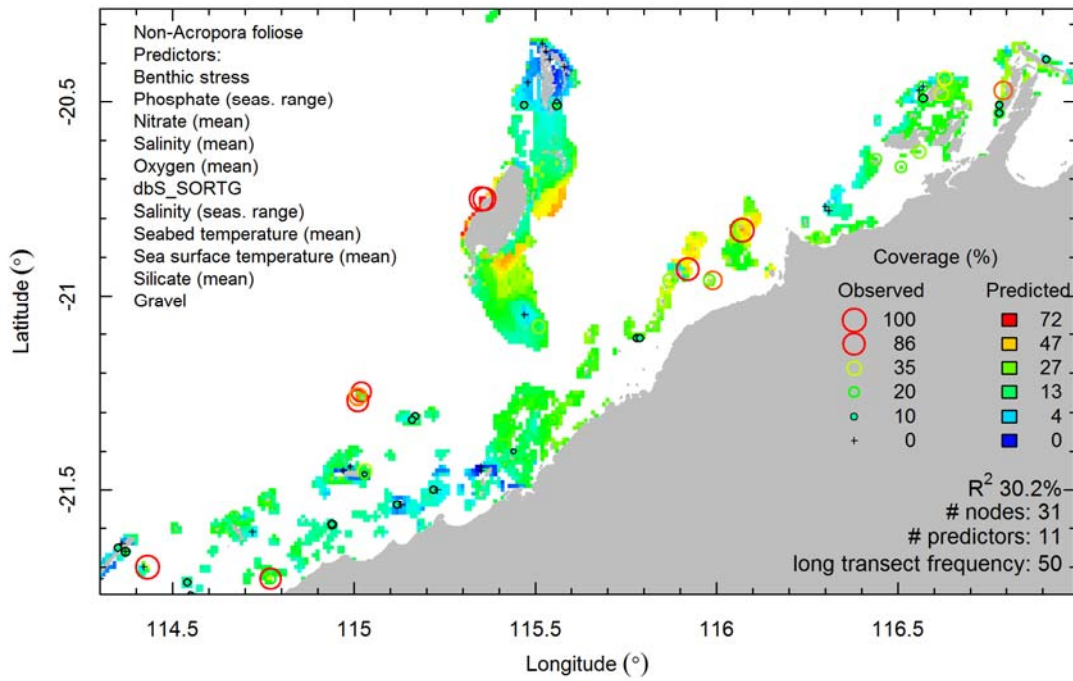 Non-Acropora foliose
Predictors:
Benthic stress
Phosphate (seas. range)
Nitrate (mean)
Salinity (mean)
Oxygen (mean)
dbS_SORTG
Salinity (seas. range)
Seabed temperature (mean)
Sea surface temperature (mean)
Silicate (mean)
Gravel
Latitude (°)
-20.5
-21
-21.5
Coverage (%)
Observed Predicted
100 72
86 47
35 27
20 13
10 4
0 0
R² 30.2%
# nodes: 31
# predictors: 11
long transect frequency: 50
114.5 115 115.5 116 116.5
Longitude (°)